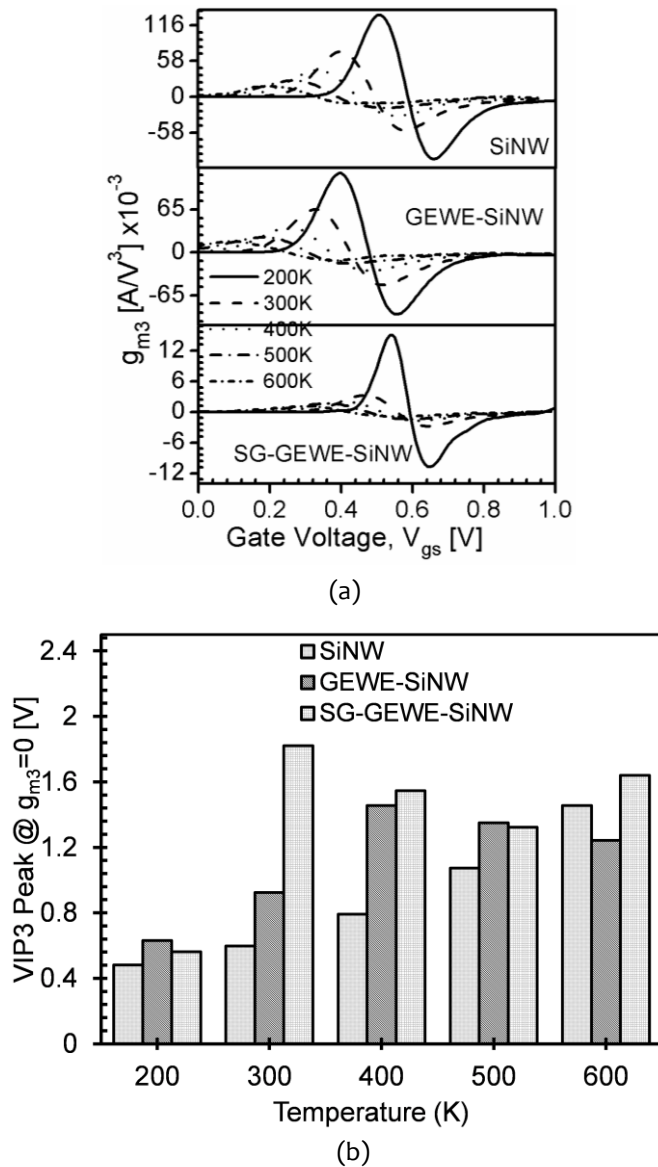 116
58
0
-58
SiNW
65
0
-65
GEWE-SiNW
200K
300K
400K
500K
600K
12
6
0
-6
-12
SG-GEWE-SiNW
g_m3 [A/V^3] x10^-3
0.0 0.2 0.4 0.6 0.8 1.0
Gate Voltage, V_gs [V]
(a)
VIP3 Peak @ g_m3=0 [V]
2.4
2
1.6
1.2
0.8
0.4
0
SiNW
GEWE-SiNW
SG-GEWE-SiNW
200 300 400 500 600
Temperature (K)
(b)